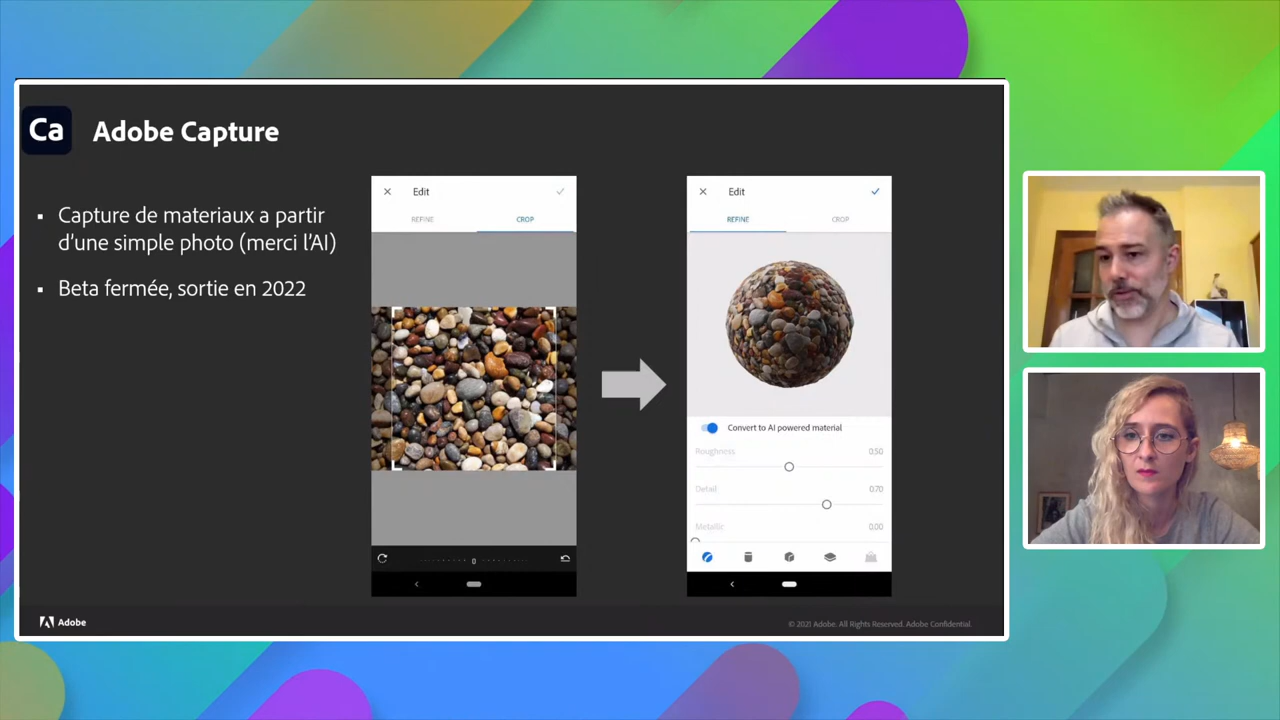 Ca
Adobe Capture
Capture de materiaux a partir
d'une simple photo (merci l'AI)
Beta fermée, sortie en 2022
Edit
REFINE
CROP
0
Edit
REFINE
CROP
Convert to AI powered material
Roughness
0.50
Detail
0.70
Metallic
0.00
Adobe
© 2021 Adobe. All Rights Reserved. Adobe Confidential.